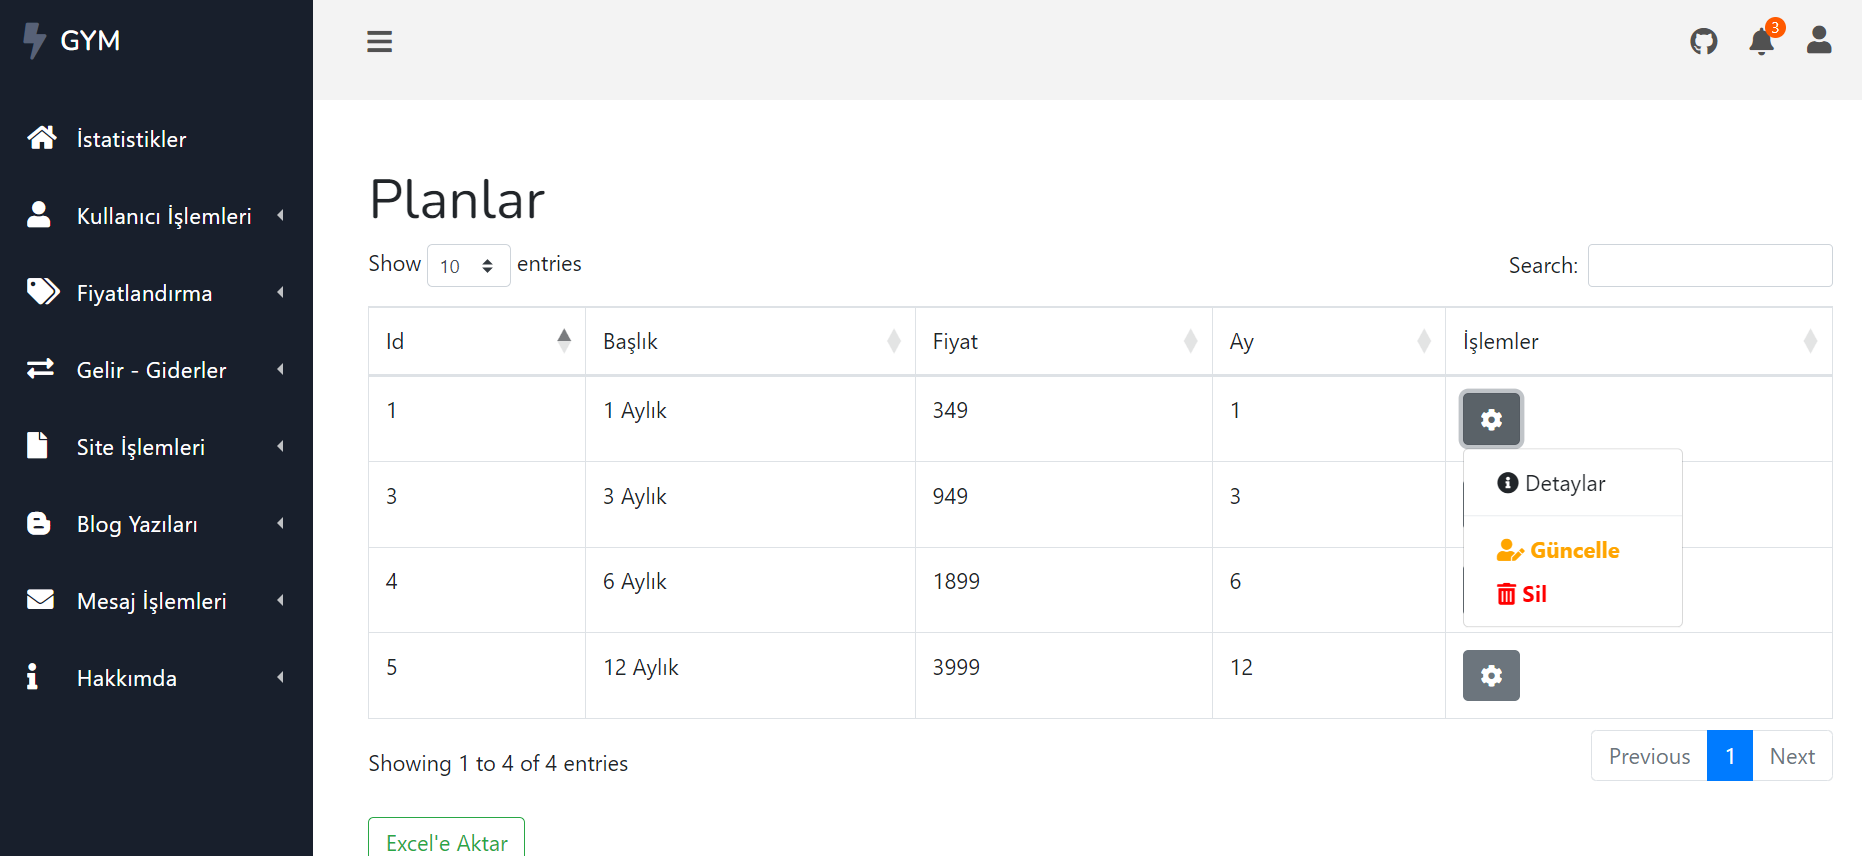 GYM
3
İstatistikler
Kullanıcı İşlemleri
Fiyatlandırma
Gelir - Giderler
Site İşlemleri
Blog Yazıları
Mesaj İşlemleri
Hakkımda
Planlar
Show 10 entries
Search:
Id Başlık Fiyat Ay İşlemler
1 1 Aylık 349 1
3 3 Aylık 949 3
4 6 Aylık 1899 6
5 12 Aylık 3999 12
Detaylar
Güncelle
Sil
Showing 1 to 4 of 4 entries
Previous 1 Next
Excel'e Aktar